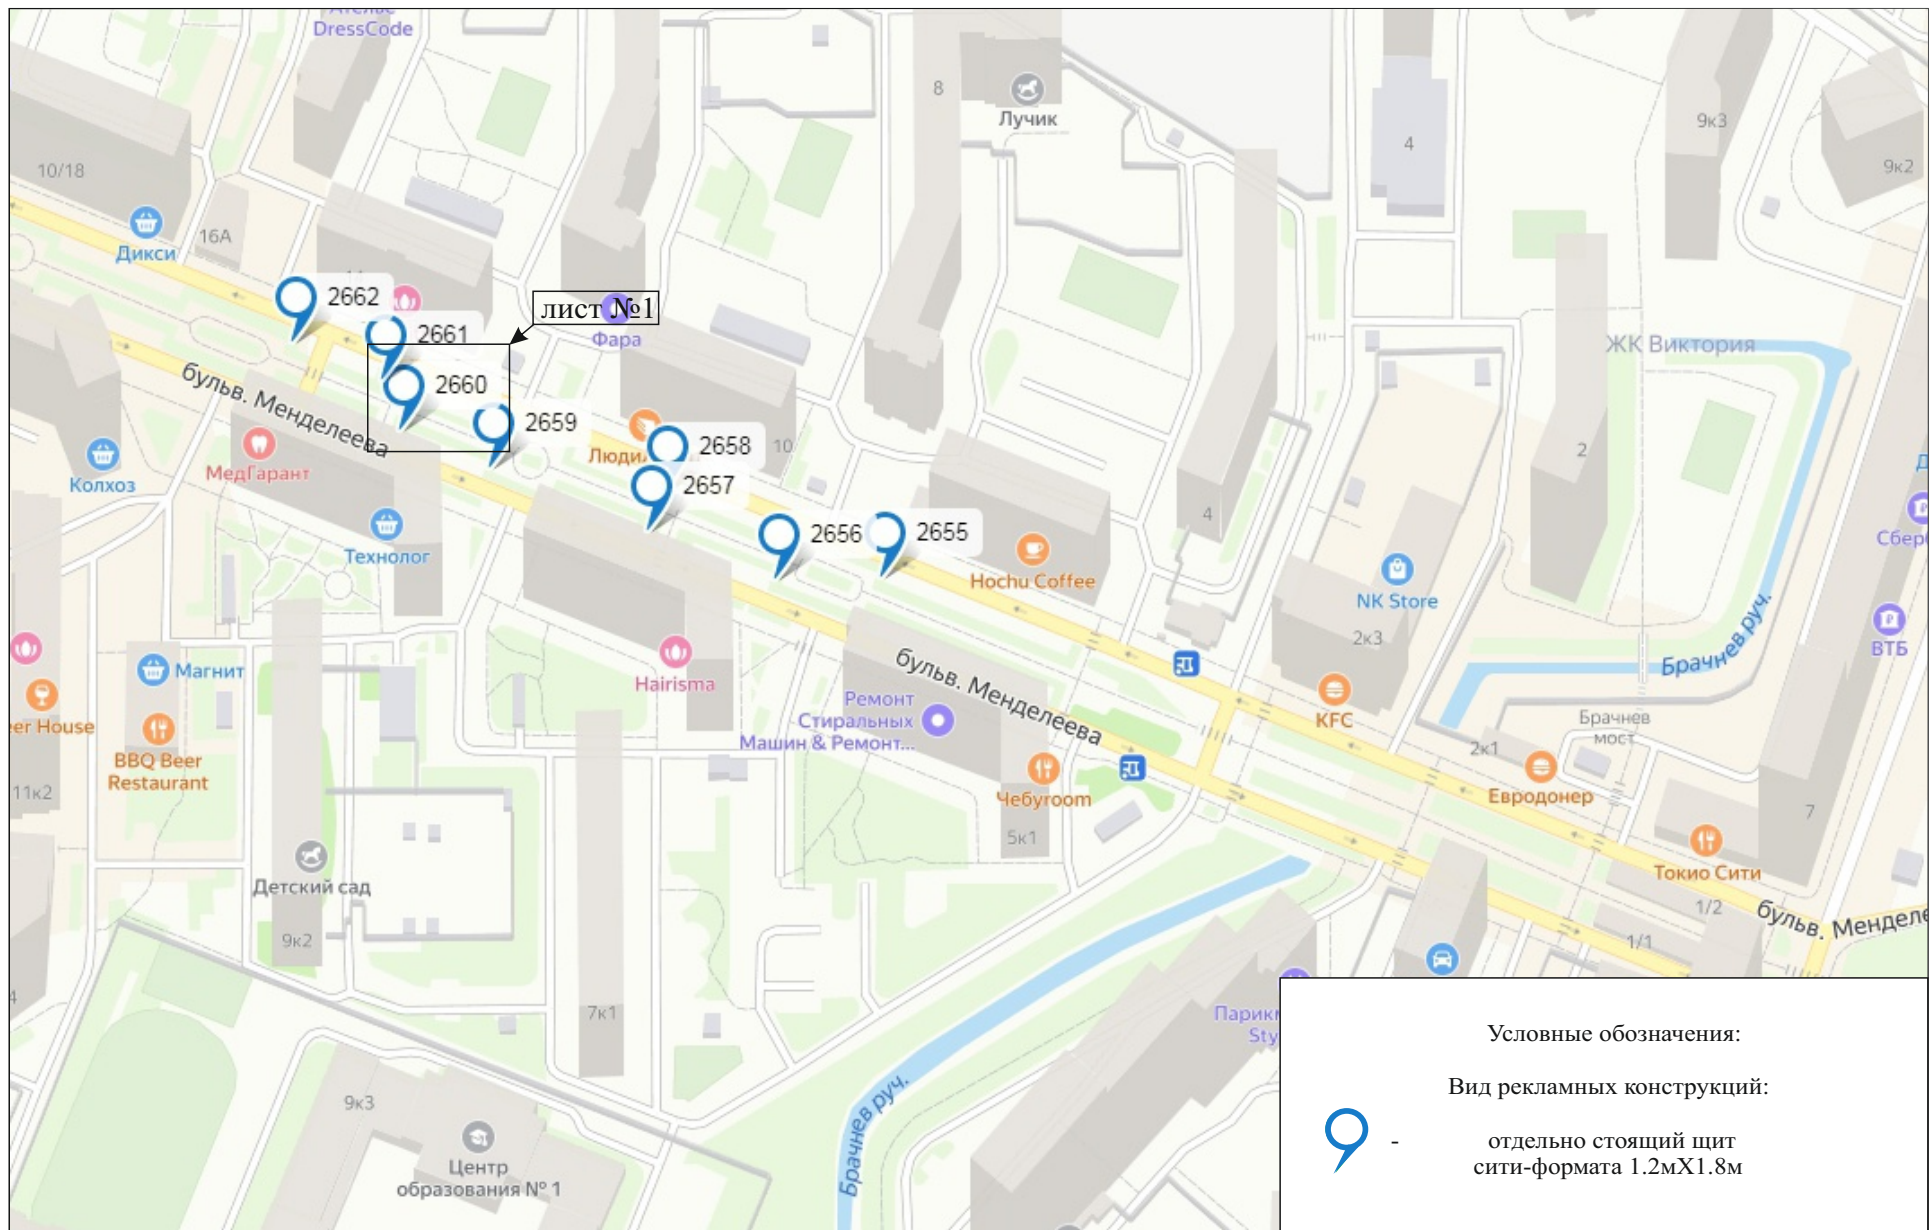 DressCode
8
Лучик
4
9к3
9к2
10/18
Дикси
16А
2662
2661
лист №1
Фара
2660
2659
бульв. Менделеева
2658
10
2657
МедГарант
Колхоз
Технолог
2656
2655
Hochu Coffee
4
2
ЖК Виктория
NK Store
2к3
ВТБ
Брачнев руч.
Магнит
Hairisma
бульв. Менделеева
Ремонт
Стиральных
Машин & Ремонт...
KFC
Брачнев
мост
2к1
er House
BBQ Beer
Restaurant
11к2
Чебуroom
5к1
Евродонер
7
Токио Сити
1/2
1/1
бульв. Менделе
Детский сад
9к2
4
7к1
Парикм
Sty
Брачнев руч.
9к3
Центр
образования № 1
Условные обозначения:
Вид рекламных конструкций:
- отдельно стоящий щит
сити-формата 1.2мХ1.8м